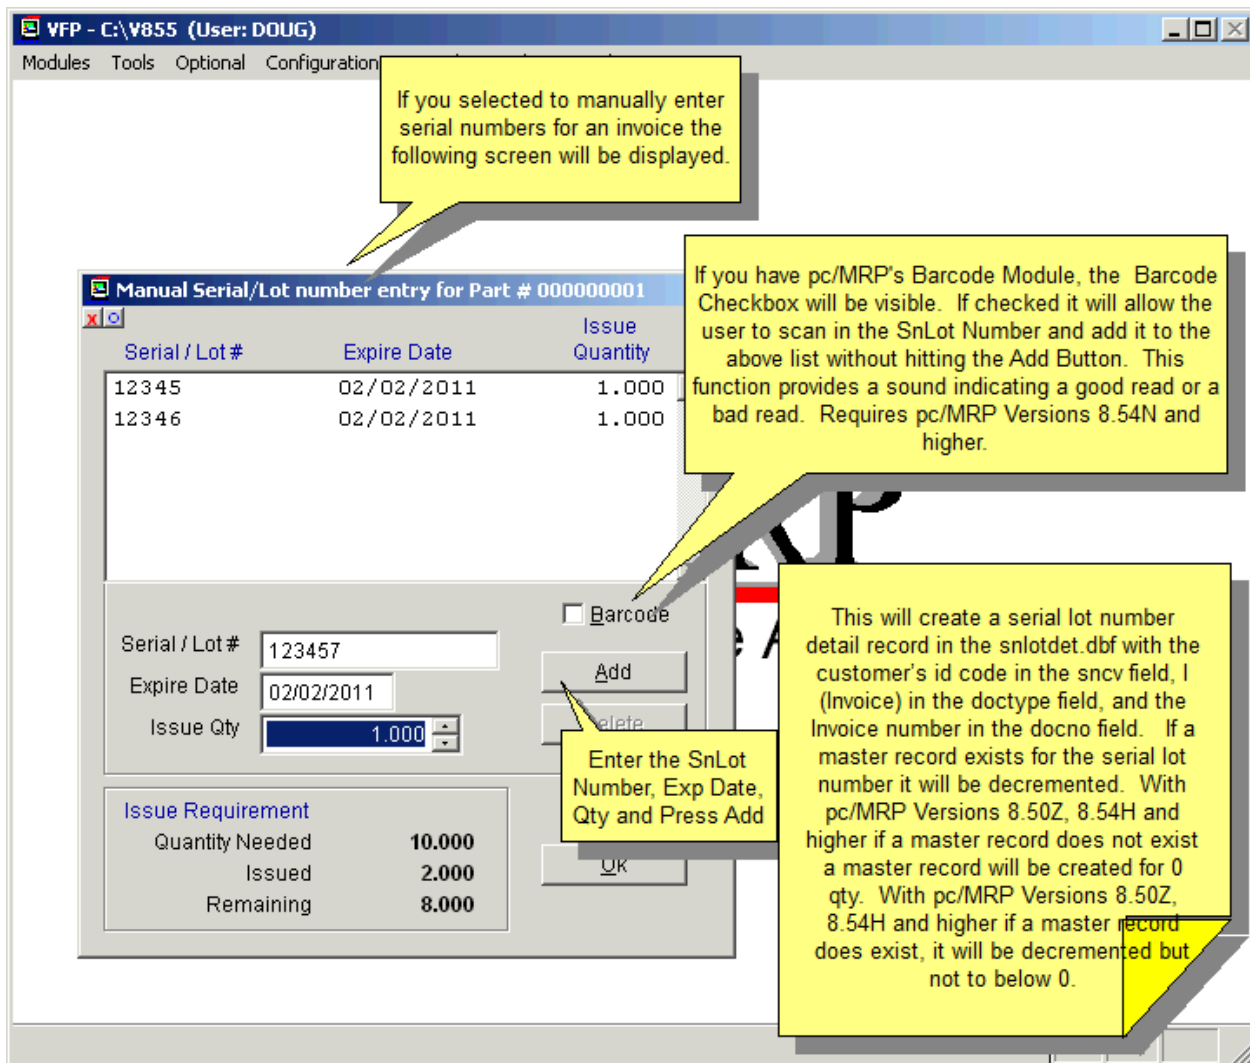 VFP - C:\V855 (User: DOUG)
Modules Tools Optional Configuration
If you selected to manually enter
serial numbers for an invoice the
following screen will be displayed.
Manual Serial/Lot number entry for Part # 000000001
Serial / Lot # Expire Date Issue Quantity
12345 02/02/2011 1.000
12346 02/02/2011 1.000
If you have pc/MRP's Barcode Module, the Barcode
Checkbox will be visible. If checked it will allow the
user to scan in the SnLot Number and add it to the
above list without hitting the Add Button. This
function provides a sound indicating a good read or a
bad read. Requires pc/MRP Versions 8.54N and
higher.
Barcode
Serial / Lot # 123457
Add
Expire Date 02/02/2011
Issue Qty 1.000
Enter the SnLot
Number, Exp Date,
Qty and Press Add
Issue Requirement
Quantity Needed 10.000
Issued 2.000
Remaining 8.000
This will create a serial lot number
detail record in the snlotdet.dbf with the
customer's id code in the sncv field, I
(Invoice) in the doctype field, and the
Invoice number in the docno field. If a
master record exists for the serial lot
number it will be decremented. With
pc/MRP Versions 8.50Z, 8.54H and
higher if a master record does not exist
a master record will be created for 0
qty. With pc/MRP Versions 8.50Z,
8.54H and higher if a master record
does exist, it will be decremented but
not to below 0.